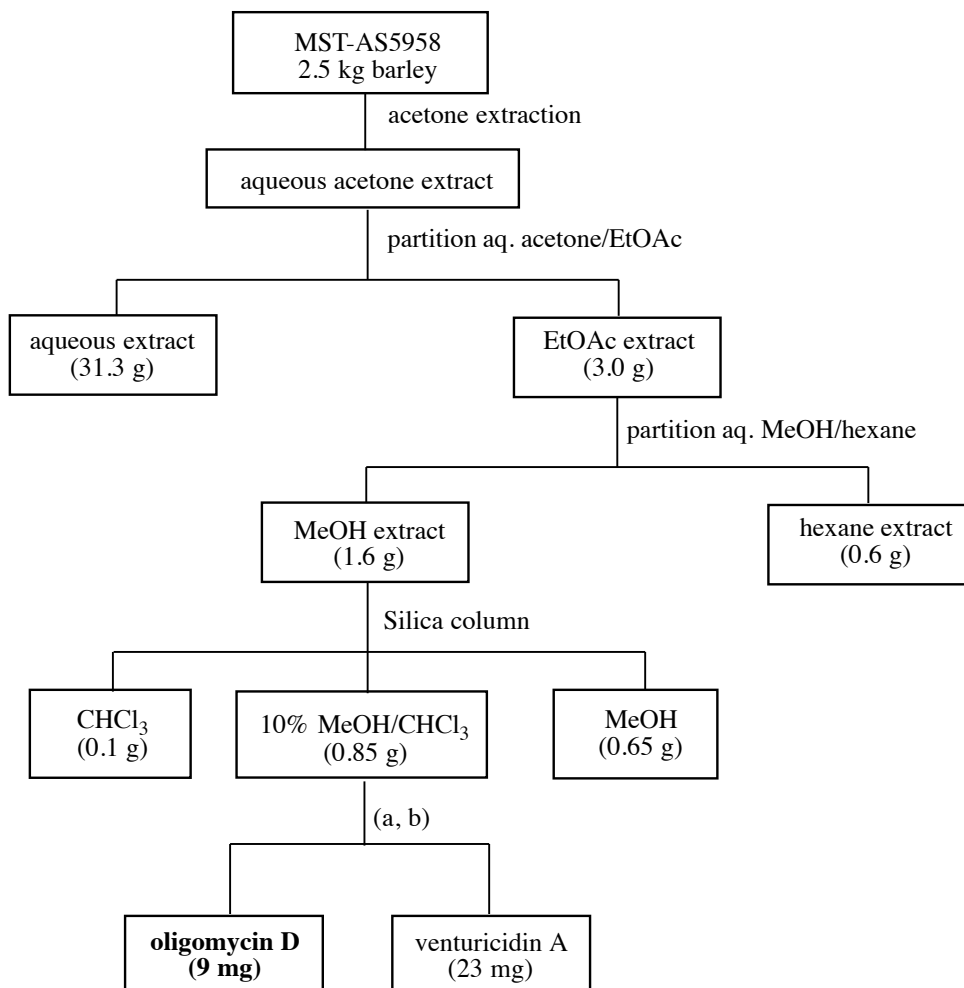 MST-AS5958
2.5 kg barley
acetone extraction
aqueous acetone extract
partition aq. acetone/EtOAc
aqueous extract
(31.3 g)
EtOAc extract
(3.0 g)
partition aq. MeOH/hexane
MeOH extract
(1.6 g)
hexane extract
(0.6 g)
Silica column
CHCl₃
(0.1 g)
10% MeOH/CHCl₃
(0.85 g)
MeOH
(0.65 g)
(a, b)
oligomycin D
(9 mg)
venturicidin A
(23 mg)